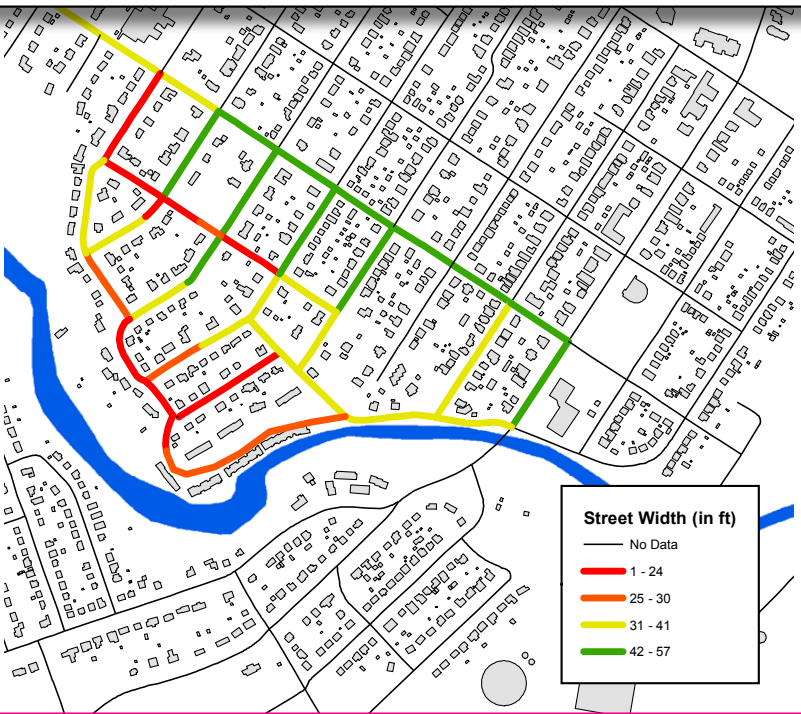 Street Width (in ft)
No Data
1 - 24
25 - 30
31 - 41
42 - 57